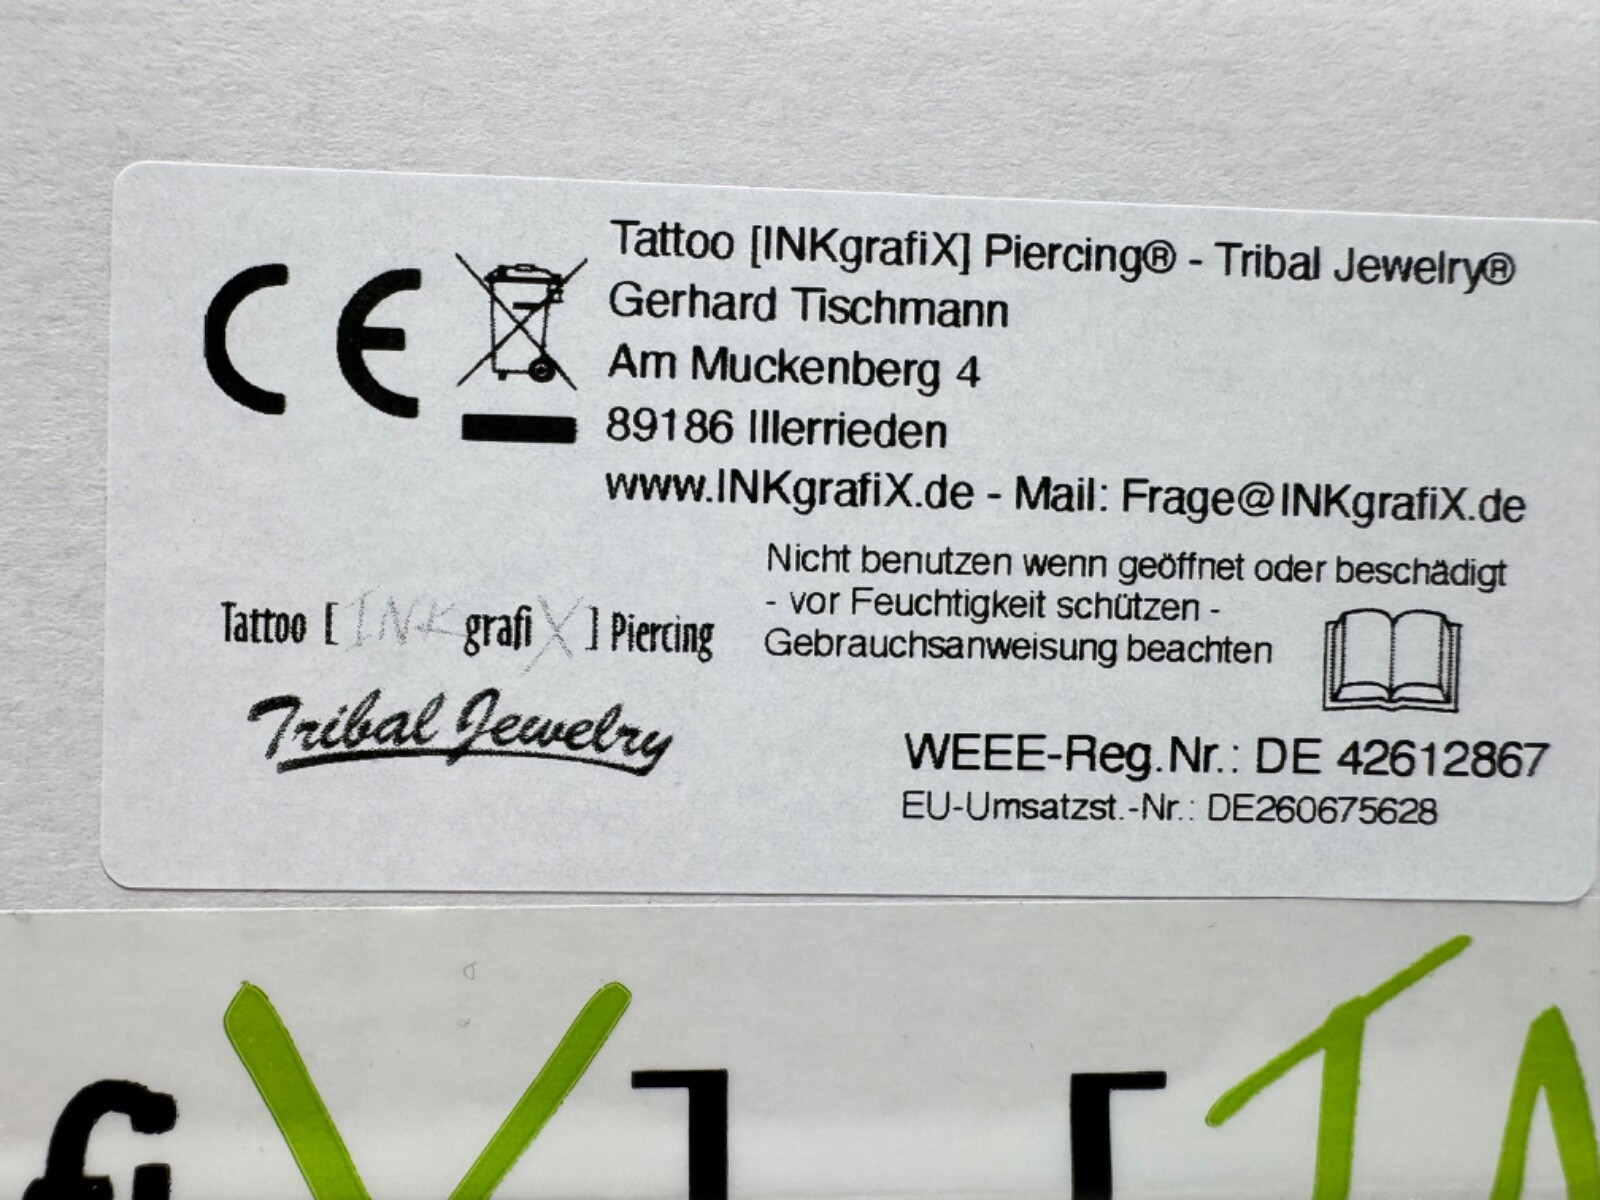 CE
Tattoo [INKgrafiX] Piercing® - Tribal Jewelry®
Gerhard Tischmann
Am Muckenberg 4
89186 Illerrieden
www.INKgrafiX.de - Mail: Frage@INKgrafiX.de
Nicht benutzen wenn geöffnet oder beschädigt
- vor Feuchtigkeit schützen -
Gebrauchsanweisung beachten
Tattoo [INKgrafiX] Piercing
Tribal Jewelry
WEEE-Reg.Nr.: DE 42612867
EU-Umsatzst.-Nr.: DE260675628
fiX] [IN